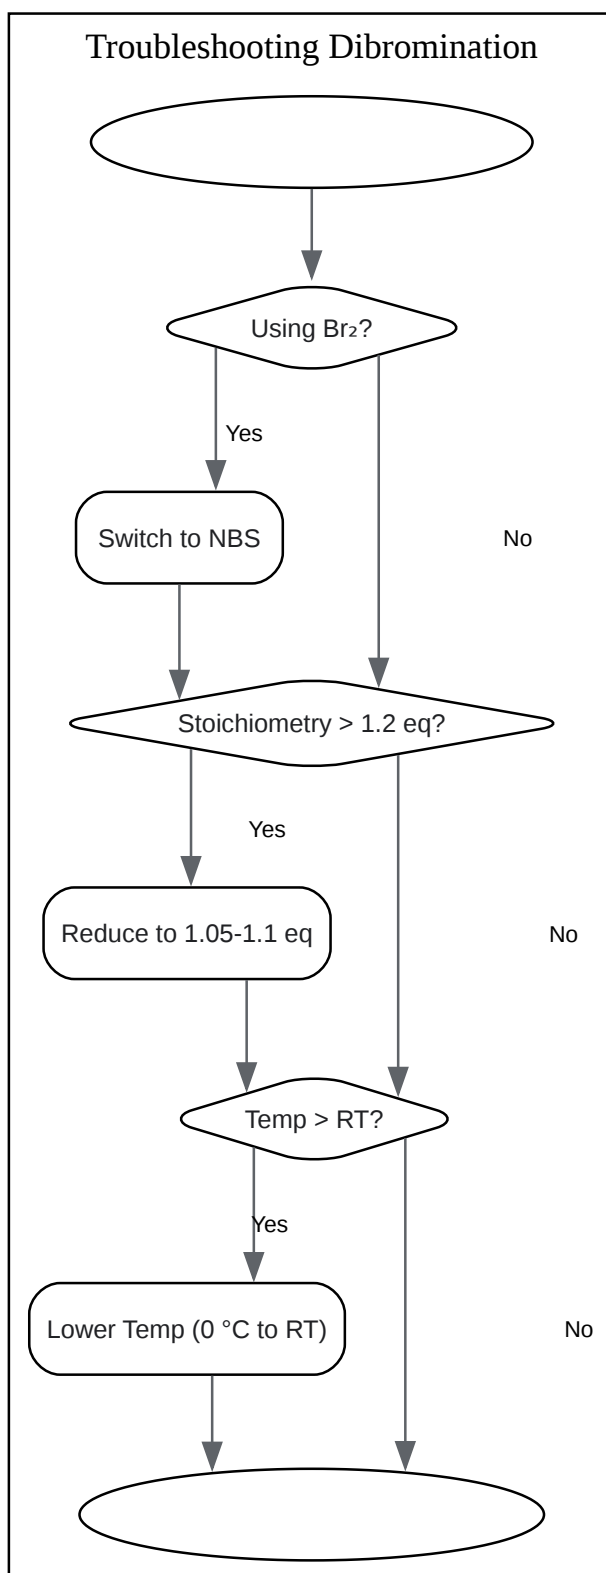 Troubleshooting Dibromination
Using Br₂?
Yes
Switch to NBS
No
Stoichiometry > 1.2 eq?
Yes
Reduce to 1.05-1.1 eq
No
Temp > RT?
Yes
Lower Temp (0 °C to RT)
No